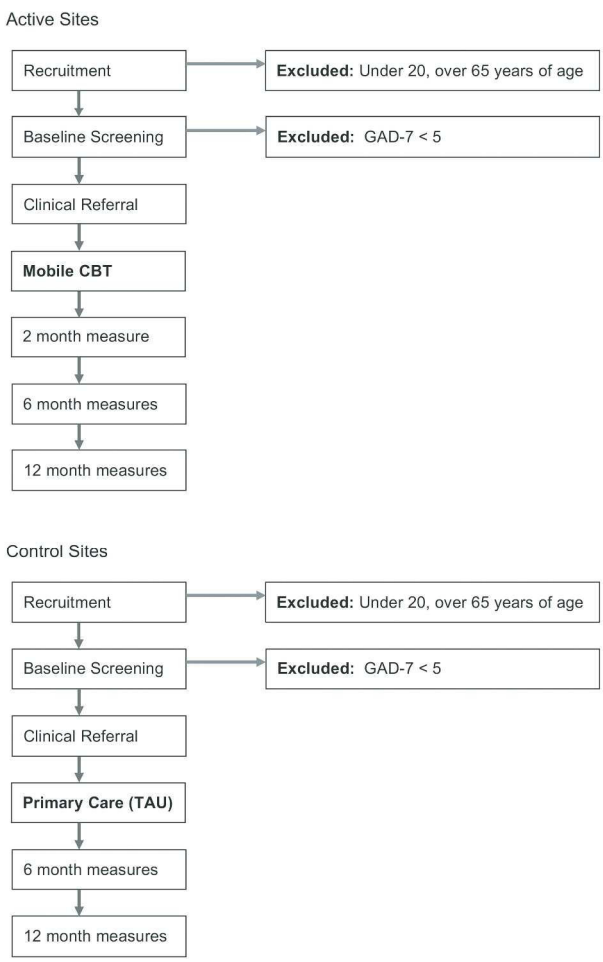 Active Sites
Recruitment
Excluded: Under 20, over 65 years of age
Baseline Screening
Excluded: GAD-7 < 5
Clinical Referral
Mobile CBT
2 month measure
6 month measures
12 month measures
Control Sites
Recruitment
Excluded: Under 20, over 65 years of age
Baseline Screening
Excluded: GAD-7 < 5
Clinical Referral
Primary Care (TAU)
6 month measures
12 month measures